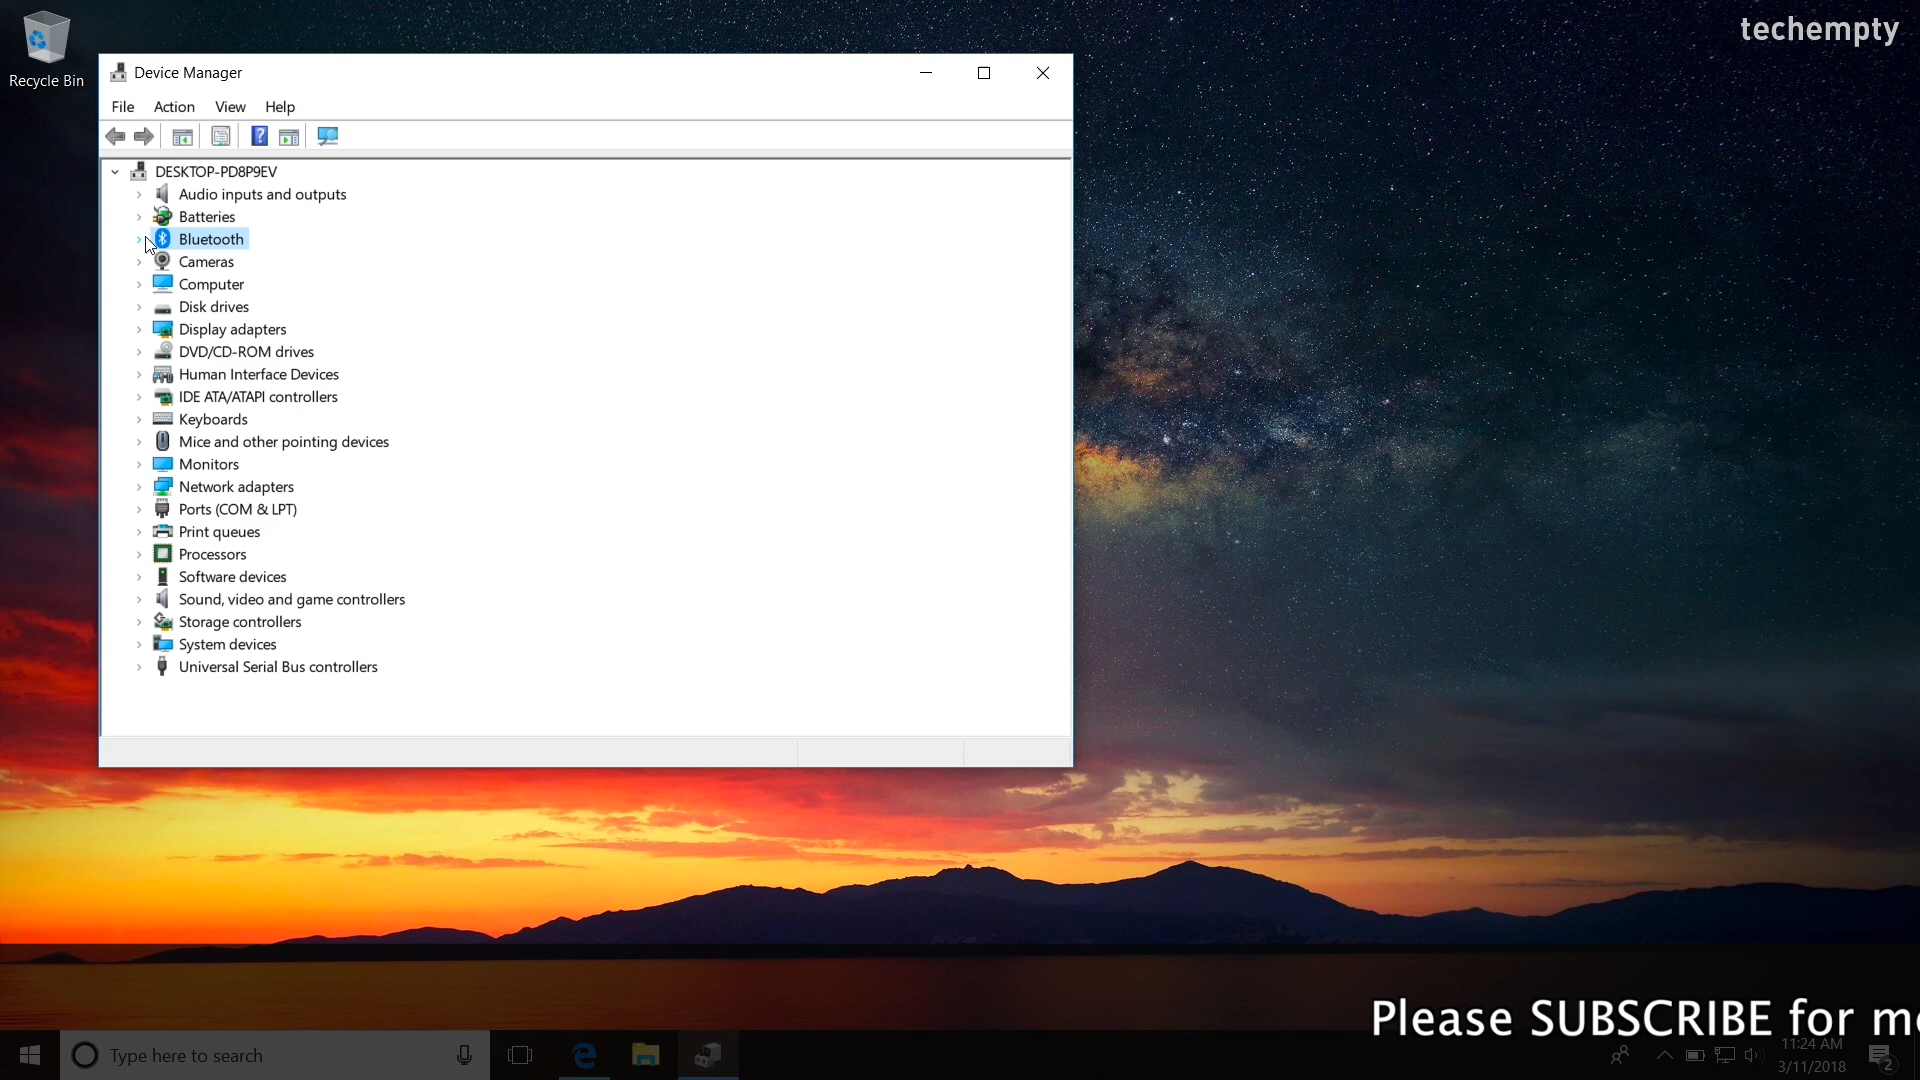 techempty
Recycle Bin
Device Manager
File Action View Help
DESKTOP-PD8P9EV
Audio inputs and outputs
Batteries
Bluetooth
Cameras
Computer
Disk drives
Display adapters
DVD/CD-ROM drives
Human Interface Devices
IDE ATA/ATAPI controllers
Keyboards
Mice and other pointing devices
Monitors
Network adapters
Ports (COM & LPT)
Print queues
Processors
Software devices
Sound, video and game controllers
Storage controllers
System devices
Universal Serial Bus controllers
Please SUBSCRIBE for
Type here to search
11:24 AM
3/11/2018
2